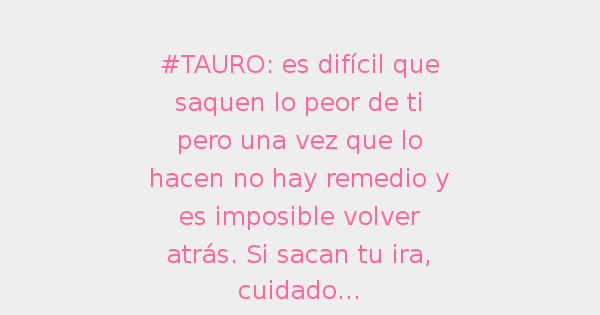 #TAURO: es difícil que
saquen lo peor de ti
pero una vez que lo
hacen no hay remedio y
es imposible volver
atrás. Si sacan tu ira,
cuidado...